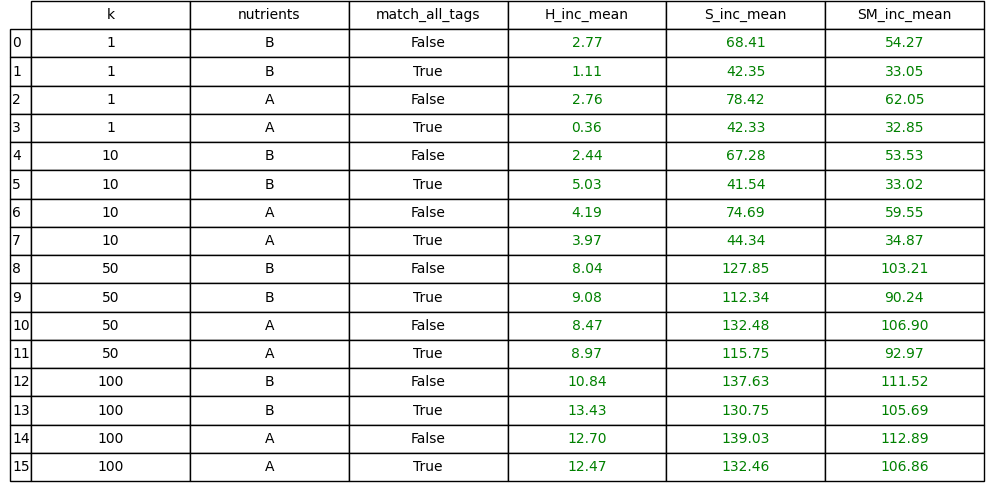 k nutrients match_all_tags H_inc_mean S_inc_mean SM_inc_mean
0 1 B False 2.77 68.41 54.27
1 1 B True 1.11 42.35 33.05
2 1 A False 2.76 78.42 62.05
3 1 A True 0.36 42.33 32.85
4 10 B False 2.44 67.28 53.53
5 10 B True 5.03 41.54 33.02
6 10 A False 4.19 74.69 59.55
7 10 A True 3.97 44.34 34.87
8 50 B False 8.04 127.85 103.21
9 50 B True 9.08 112.34 90.24
10 50 A False 8.47 132.48 106.90
11 50 A True 8.97 115.75 92.97
12 100 B False 10.84 137.63 111.52
13 100 B True 13.43 130.75 105.69
14 100 A False 12.70 139.03 112.89
15 100 A True 12.47 132.46 106.86